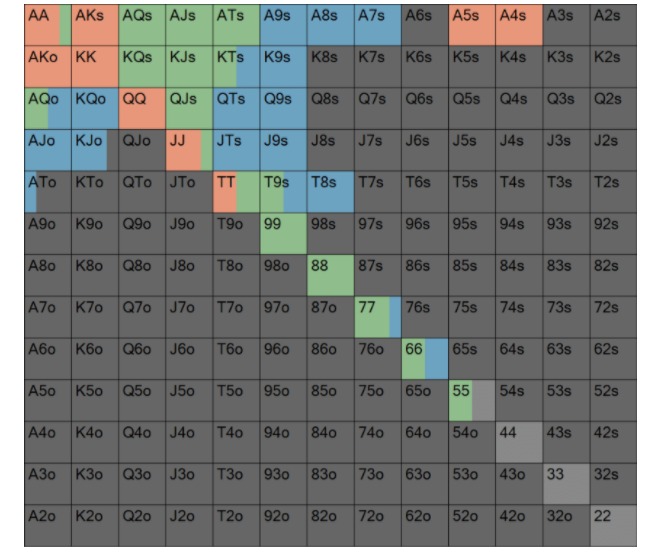 AA AKs AQs AJs ATs A9s A8s A7s A6s A5s A4s A3s A2s
AKo KK KQs KJs KTs K9s K8s K7s K6s K5s K4s K3s K2s
AQo KQo QQ QJs QTs Q9s Q8s Q7s Q6s Q5s Q4s Q3s Q2s
AJo KJo QJo JJ JTs J9s J8s J7s J6s J5s J4s J3s J2s
ATo KTo QTo JTo TT T9s T8s T7s T6s T5s T4s T3s T2s
A9o K9o Q9o J9o T9o 99 98s 97s 96s 95s 94s 93s 92s
A8o K8o Q8o J8o T8o 98o 88 87s 86s 85s 84s 83s 82s
A7o K7o Q7o J7o T7o 97o 87o 77 76s 75s 74s 73s 72s
A6o K6o Q6o J6o T6o 96o 86o 76o 66 65s 64s 63s 62s
A5o K5o Q5o J5o T5o 95o 85o 75o 65o 55 54s 53s 52s
A4o K4o Q4o J4o T4o 94o 84o 74o 64o 54o 44 43s 42s
A3o K3o Q3o J3o T3o 93o 83o 73o 63o 53o 43o 33 32s
A2o K2o Q2o J2o T2o 92o 82o 72o 62o 52o 42o 32o 22